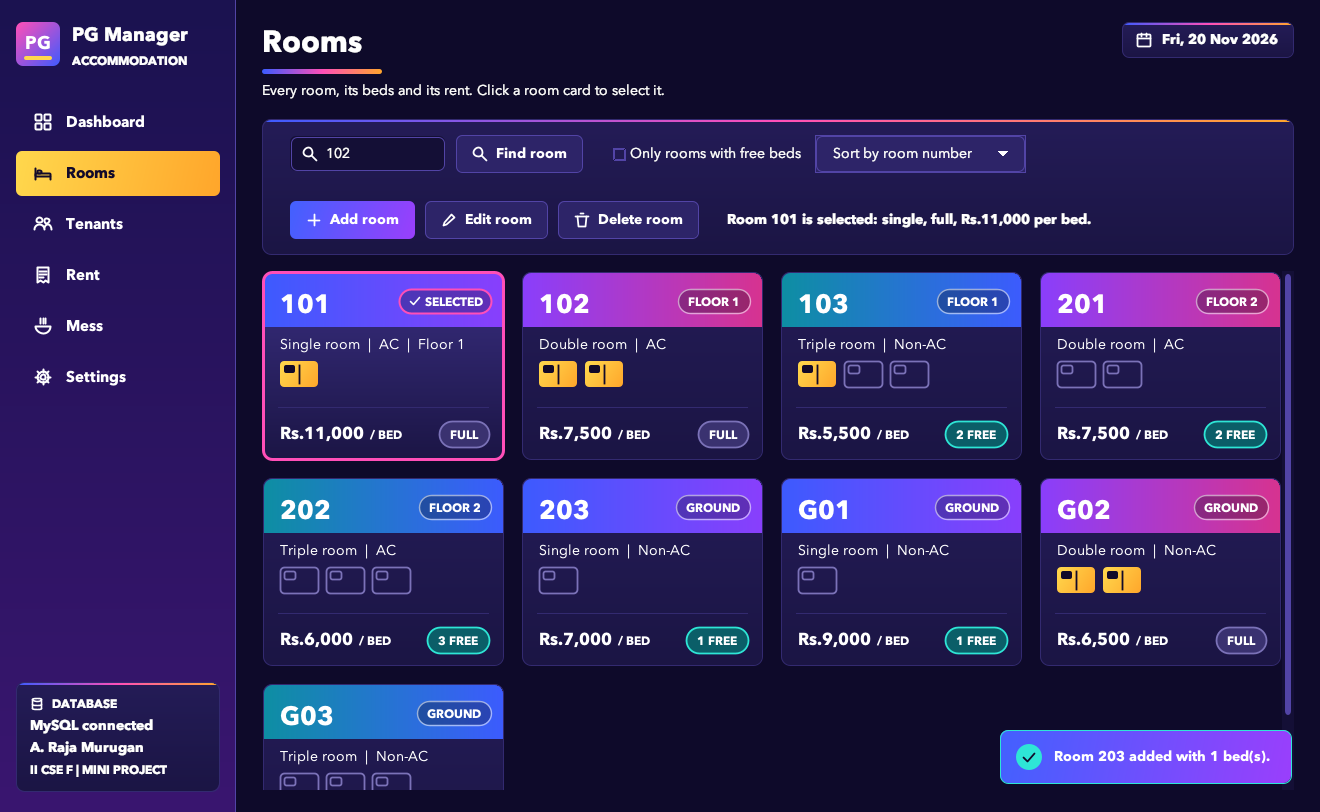 PG
PG Manager
ACCOMMODATION
Dashboard
Rooms
Tenants
Rent
Mess
Settings
DATABASE
MySQL connected
A. Raja Murugan
II CSE F | MINI PROJECT
Rooms
Fri, 20 Nov 2026
Every room, its beds and its rent. Click a room card to select it.
102
Find room
Only rooms with free beds
Sort by room number
Add room
Edit room
Delete room
Room 101 is selected: single, full, Rs.11,000 per bed.
101
SELECTED
Single room | AC | Floor 1
Rs.11,000 / BED
FULL
102
FLOOR 1
Double room | AC
Rs.7,500 / BED
FULL
103
FLOOR 1
Triple room | Non-AC
Rs.5,500 / BED
2 FREE
201
FLOOR 2
Double room | AC
Rs.7,500 / BED
2 FREE
202
FLOOR 2
Triple room | AC
Rs.6,000 / BED
3 FREE
203
GROUND
Single room | Non-AC
Rs.7,000 / BED
1 FREE
G01
GROUND
Single room | Non-AC
Rs.9,000 / BED
1 FREE
G02
GROUND
Double room | Non-AC
Rs.6,500 / BED
FULL
G03
GROUND
Triple room | Non-AC
Room 203 added with 1 bed(s).